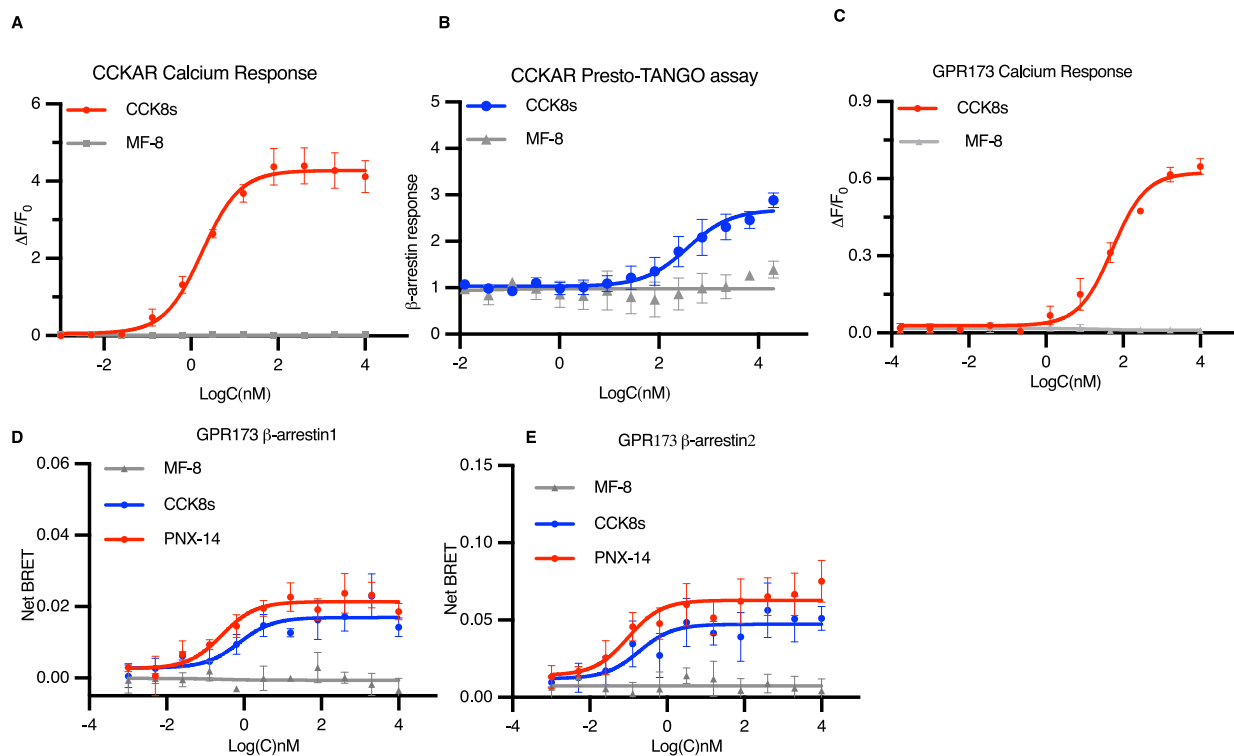 A
CCKAR Calcium Response
CCK8s
MF-8
6
4
2
0
ΔF/F0
-2
0
2
4
LogC(nM)
B
CCKAR Presto-TANGO assay
CCK8s
MF-8
5
4
3
2
1
0
β-arrestin response
-2
0
2
4
LogC(nM)
C
GPR173 Calcium Response
CCK8s
MF-8
0.9
0.6
0.3
0.0
ΔF/F0
-2
0
2
4
LogC(nM)
D
GPR173 β-arrestin1
MF-8
CCK8s
PNX-14
0.06
0.04
0.02
0.00
Net BRET
-4
-2
0
2
4
Log(C)nM
E
GPR173 β-arrestin2
MF-8
CCK8s
PNX-14
0.15
0.10
0.05
0.00
Net BRET
-4
-2
0
2
4
Log(C)nM